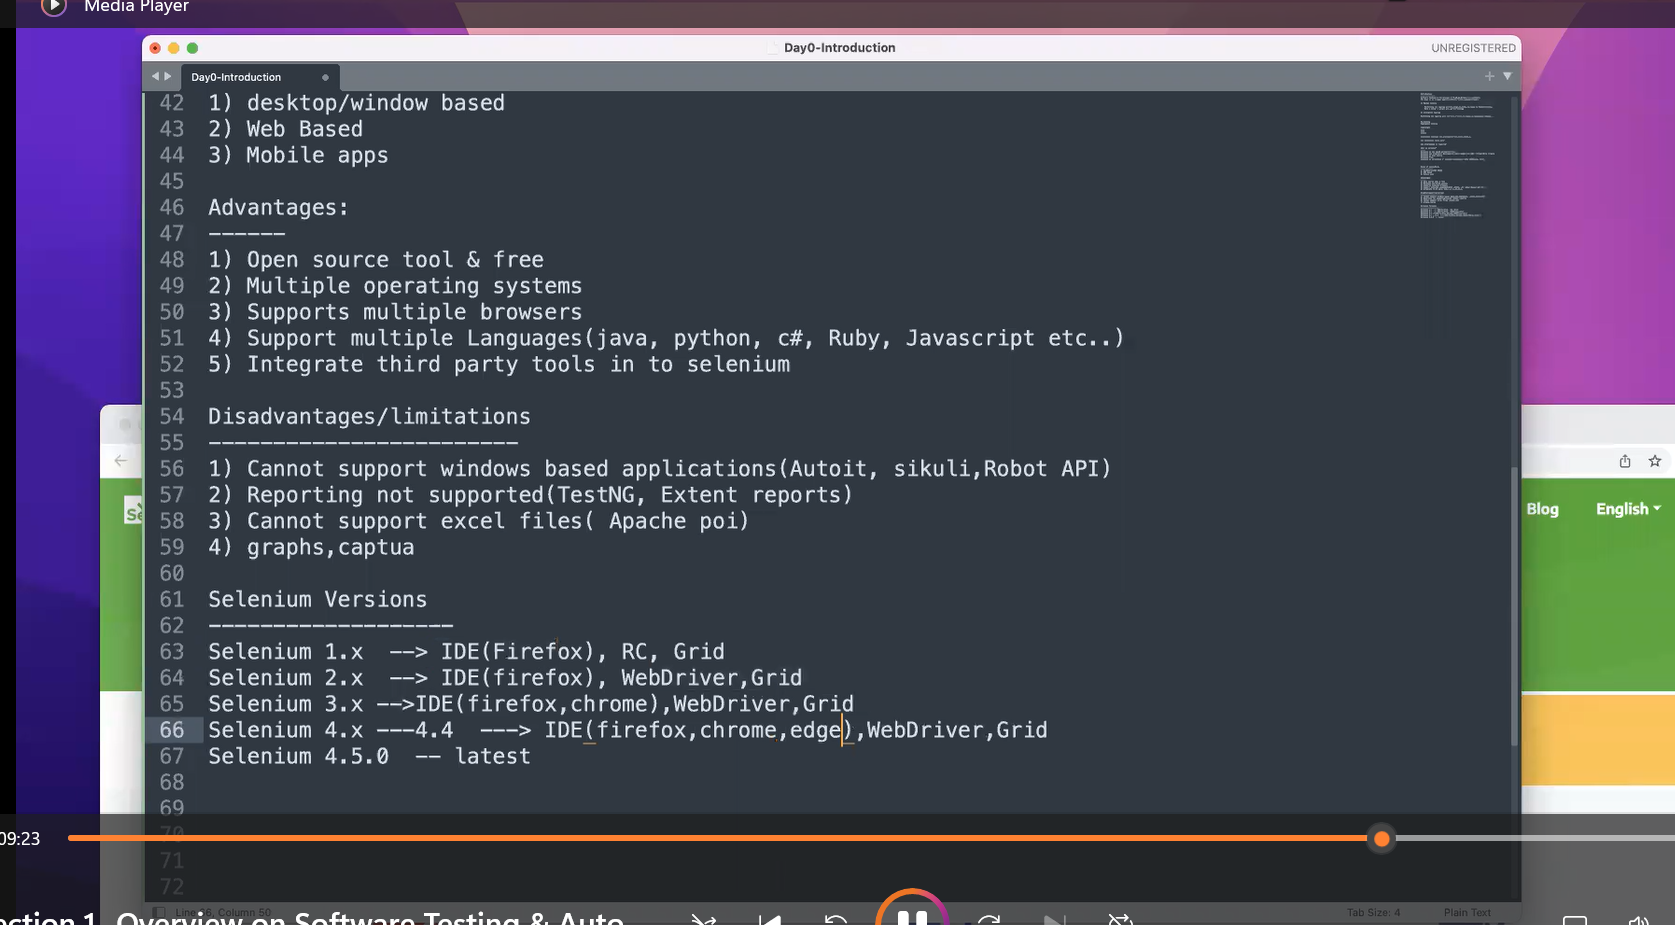 Media Player
Day0-Introduction
UNREGISTERED
Day0-Introduction
42 1) desktop/window based
43 2) Web Based
44 3) Mobile apps
45
46 Advantages:
47 ------
48 1) Open source tool & free
49 2) Multiple operating systems
50 3) Supports multiple browsers
51 4) Support multiple Languages(java, python, c#, Ruby, Javascript etc..)
52 5) Integrate third party tools in to selenium
53
54 Disadvantages/limitations
55 ------------------------
56 1) Cannot support windows based applications(Autoit, sikuli,Robot API)
57 2) Reporting not supported(TestNG, Extent reports)
58 3) Cannot support excel files( Apache poi)
59 4) graphs,captua
60
61 Selenium Versions
62 -------------------
63 Selenium 1.x --> IDE(Firefox), RC, Grid
64 Selenium 2.x --> IDE(firefox), WebDriver,Grid
65 Selenium 3.x -->IDE(firefox,chrome),WebDriver,Grid
66 Selenium 4.x ---4.4 ---> IDE(firefox,chrome,edge),WebDriver,Grid
67 Selenium 4.5.0 -- latest
68
69
70
71
72
Blog
English
09:23
ection 1 Overview on Software Testing & Auto
Column 50
Tab Size: 4
Plain Text